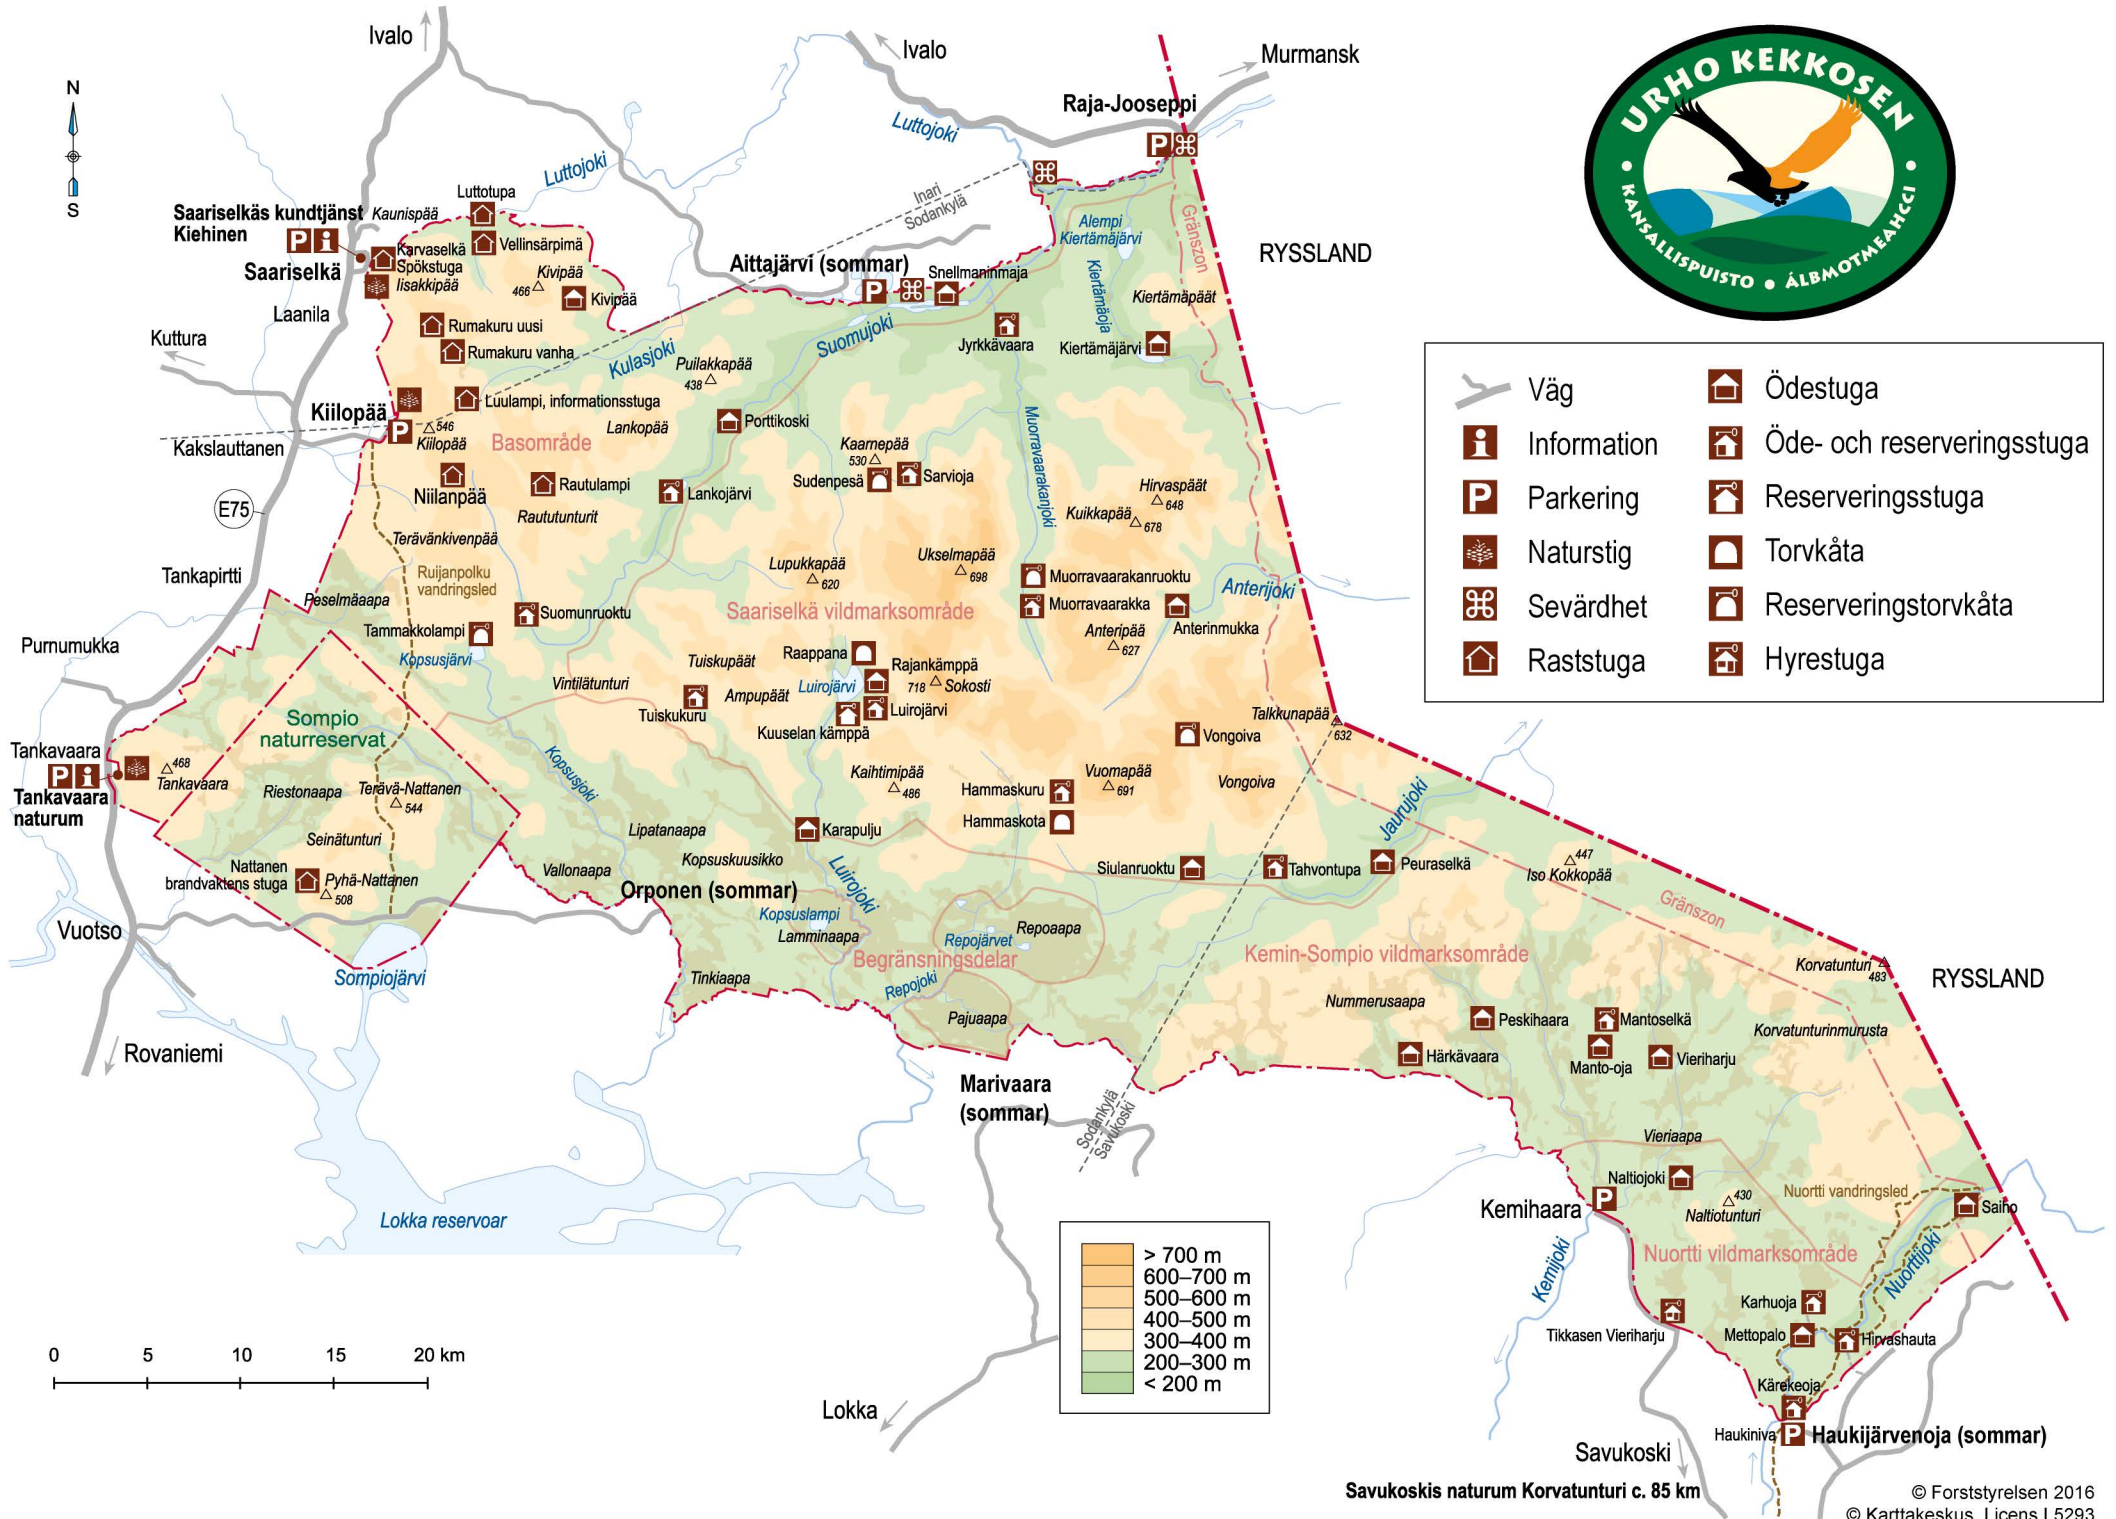 Ivalo
Ivalo
Murmansk
URHO KEKKOSEN
KANSALLISPUISTO • ÁLBMOTMEAHCCI
N
S
Raja-Jooseppi
Luttojoki
Luttojoki
Inari
Sodankylä
Gränszon
RYSSLAND
Luttotupa
Saariselkäs kundtjänst
Kiehinen
Kaunispää
Vellinsärpimä
Karvaselkä
Spökstuga
Iisakkipää
Saariselkä
Kivipää
466
Kivipää
Laanila
Rumakuru uusi
Rumakuru vanha
Aittajärvi (sommar)
Snellmaninmaja
Alempi
Kiertämäjärvi
Kiertämäoja
Kiertämäpäät
Kiertämäjärvi
Jyrkkävaara
Suomujoki
Kulasjoki
Puilakkapää
438
Kuttura
Kiilopää
Luulampi, informationsstuga
546
Kiilopää
Basområde
Lankopää
Porttikoski
Kaarnepää
530
Sudenpesä
Sarvioja
Muorravaarakanjoki
Hirvaspäät
648
Kuikkapää
678
Kakslauttanen
Niilanpää
Rautulampi
Lankojärvi
Raututunturit
E75
Terävänkivenpää
Tankapirtti
Ruijanpolku
vandringsled
Lupukkapää
620
Ukselmapää
698
Muorravaarakanruoktu
Muorravaarakka
Anterijoki
Anterinmukka
Anteripää
627
Peselmäaapa
Suomunruoktu
Saariselkä vildmarksområde
Tammakkolampi
Kopsusjärvi
Purnumukka
Raappana
Rajankämppä
718
Sokosti
Luirojärvi
Luirojärvi
Kuuselan kämppä
Tuiskupäät
Ampupäät
Vintilätunturi
Tuiskukuru
Sompio
naturreservat
Talkkunapää
632
Vongoiva
Vongoiva
Tankavaara
468
Tankavaara
Tankavaara
naturum
Riestonaapa
Terävä-Nattanen
544
Kopsusjoki
Kaihtimipää
486
Hammaskuru
Hammaskota
Vuomapää
691
Seinätunturi
Lipatanaapa
Karapulju
Jaurujoki
Nattanen
brandvaktens stuga
Pyhä-Nattanen
508
Vallonaapa
Kopsuskuusikko
Orponen (sommar)
Luirojoki
Siulanruoktu
Tahvontupa
Peuraselkä
447
Iso Kokkopää
Gränszon
Vuotso
Kopsuslampi
Lamminaapa
Repojärvet
Repoaapa
Begränsningsdelar
Kemin-Sompio vildmarksområde
Sompiojärvi
Tinkiaapa
Repojoki
Pajuaapa
Korvatunturi
483
RYSSLAND
Nummerusaapa
Peskihaara
Mantoselkä
Korvatunturinmurusta
Härkävaara
Manto-oja
Vieriharju
Rovaniemi
Marivaara
(sommar)
Sodankylä
Savukoski
Vieriaapa
Naltiojoki
430
Naltiotunturi
Nuortti vandringsled
Saiho
Kemihaara
Lokka reservoar
Nuortti vildmarksområde
Kemijoki
Nuorttijoki
Karhuoja
Tikkasen Vieriharju
Mettopalo
Hirvashauta
Kärekeoja
Haukiniva
Haukijärvenoja (sommar)
Lokka
Savukoski
Savukoskis naturum Korvatunturi c. 85 km
Väg
Information
Parkering
Naturstig
Sevärdhet
Raststuga
Ödestuga
Öde- och reserveringsstuga
Reserveringsstuga
Torvkåta
Reserveringstorvkåta
Hyrestuga
> 700 m
600–700 m
500–600 m
400–500 m
300–400 m
200–300 m
< 200 m
0 5 10 15 20 km
© Forststyrelsen 2016
© Karttakeskus, Licens L5293